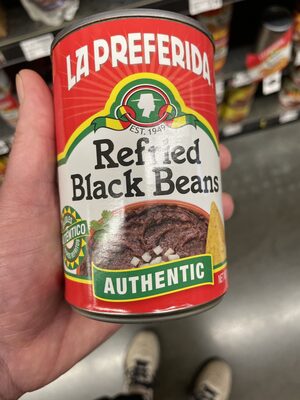 LA PREFERIDA
EST. 1949
Refried
Black Beans
AUTHENTIC